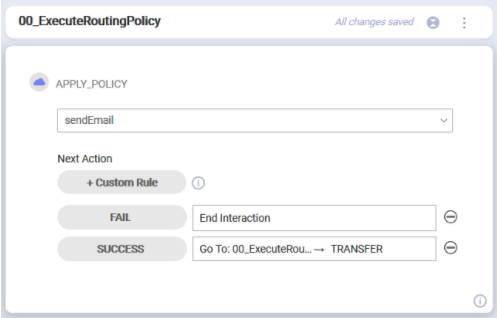 00_ExecuteRoutingPolicy
All changes saved
APPLY_POLICY
sendEmail
Next Action
+ Custom Rule
FAIL
End Interaction
SUCCESS
Go To: 00_ExecuteRou... → TRANSFER